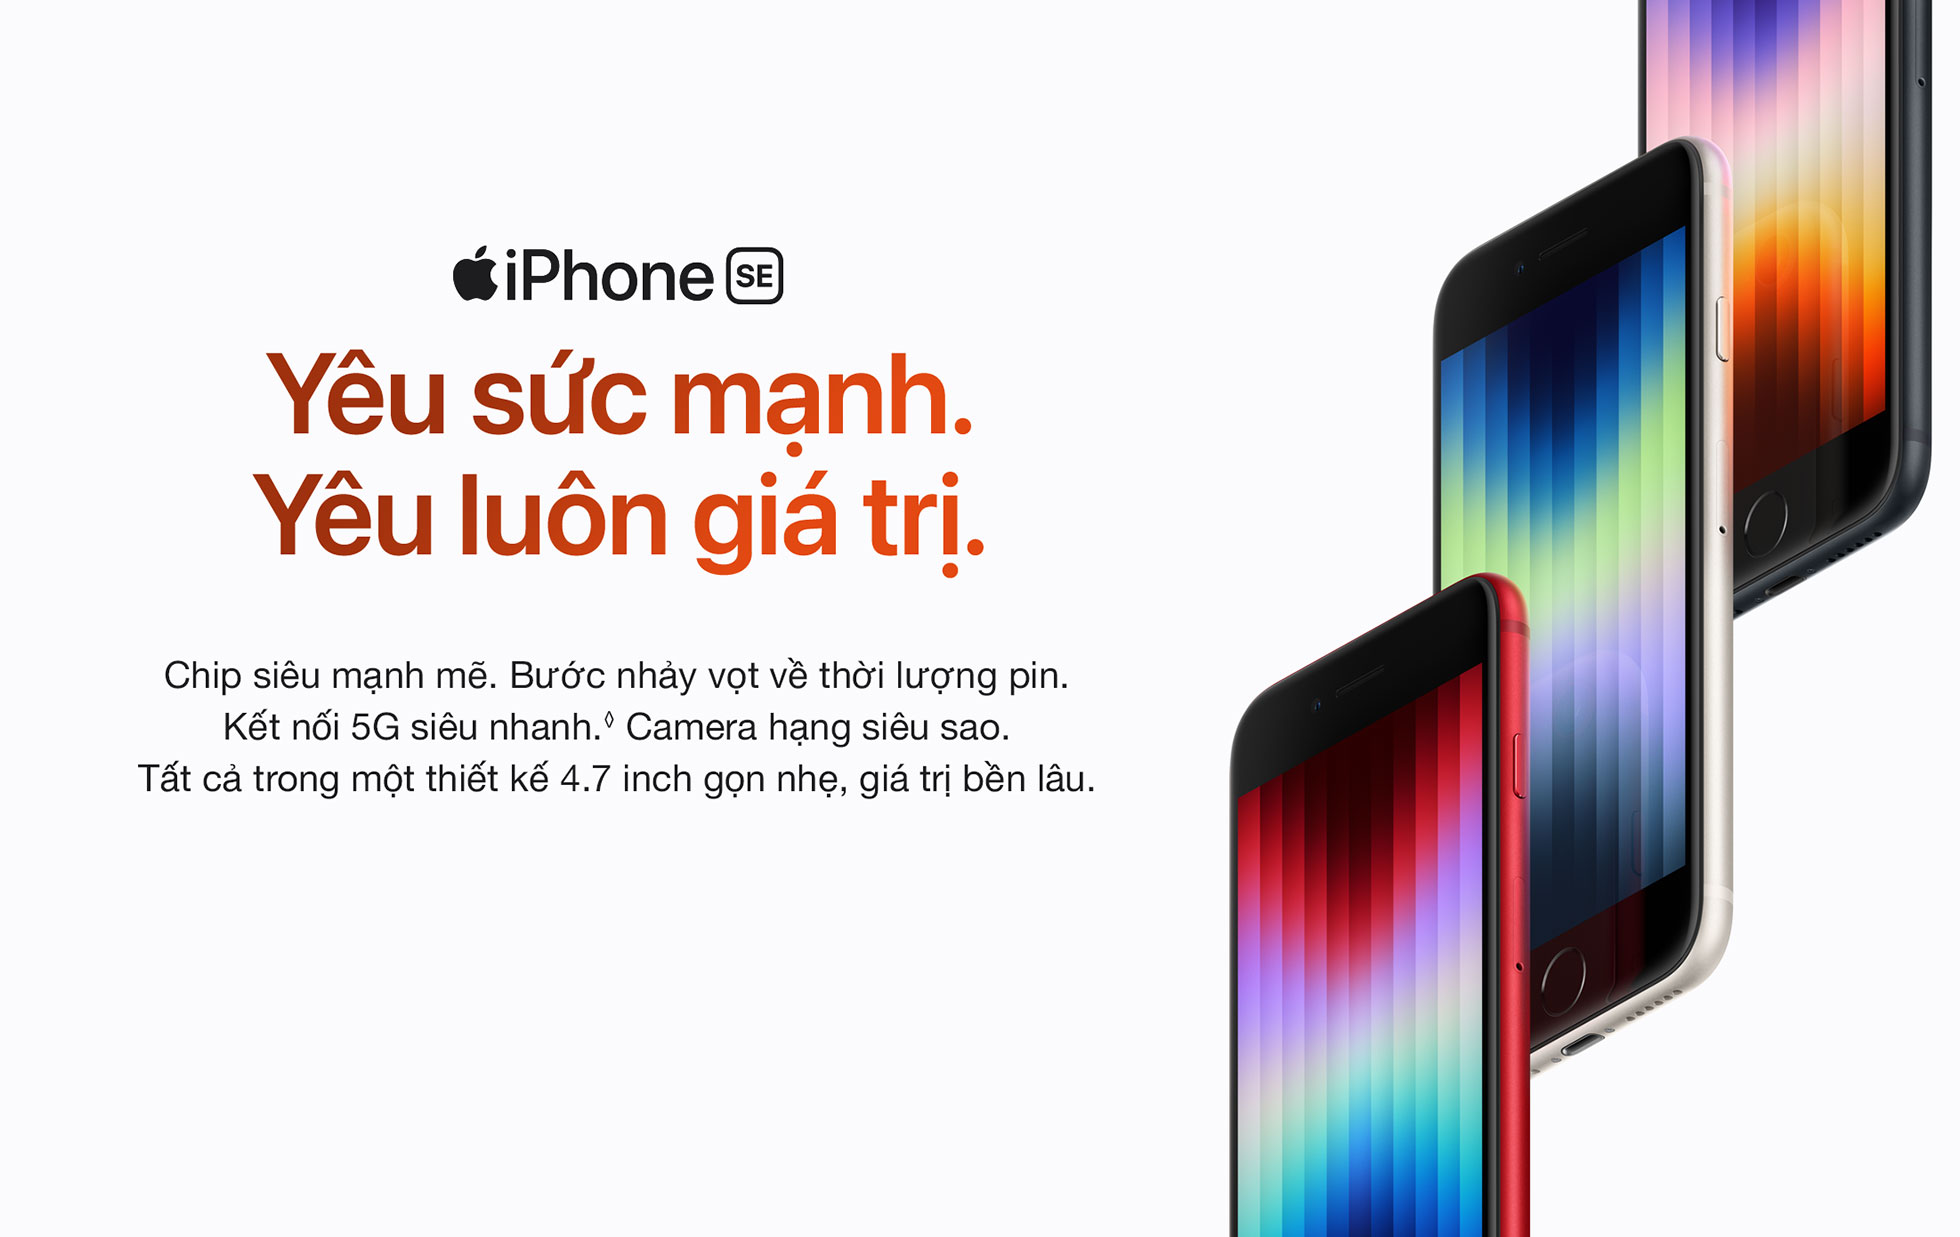 iPhone SE
Yêu sức mạnh.
Yêu luôn giá trị.
Chip siêu mạnh mẽ. Bước nhảy vọt về thời lượng pin.
Kết nối 5G siêu nhanh.◊ Camera hạng siêu sao.
Tất cả trong một thiết kế 4.7 inch gọn nhẹ, giá trị bền lâu.